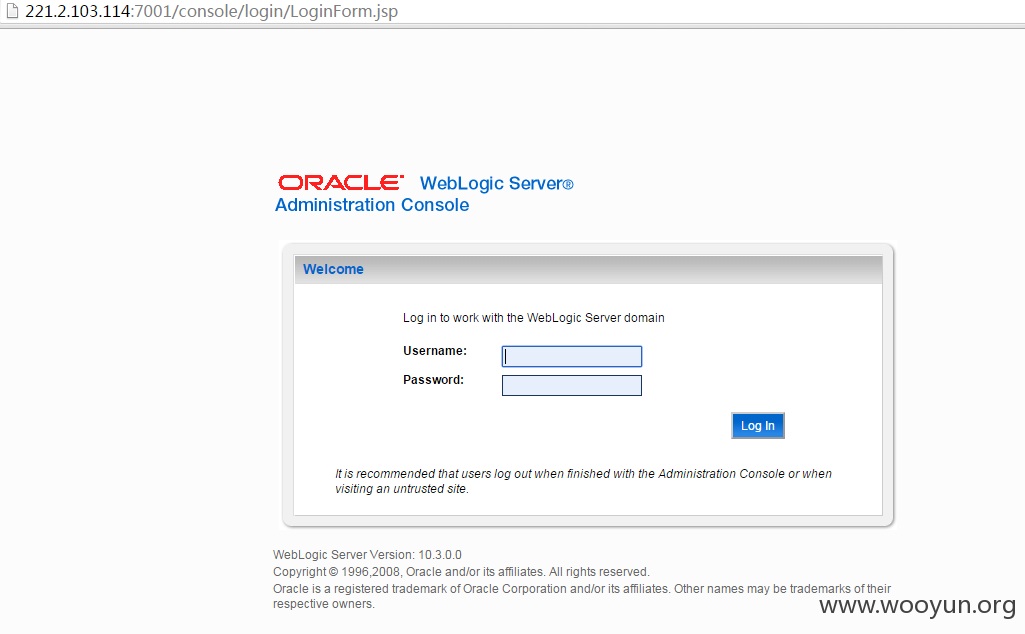 221.2.103.114:7001/console/login/LoginForm.jsp
ORACLE WebLogic Server®
Administration Console
Welcome
Log in to work with the WebLogic Server domain
Username:
Password:
Log In
It is recommended that users log out when finished with the Administration Console or when
visiting an untrusted site.
WebLogic Server Version: 10.3.0.0
Copyright © 1996,2008, Oracle and/or its affiliates. All rights reserved.
Oracle is a registered trademark of Oracle Corporation and/or its affiliates. Other names may be trademarks of their
respective owners.
www.wooyun.org